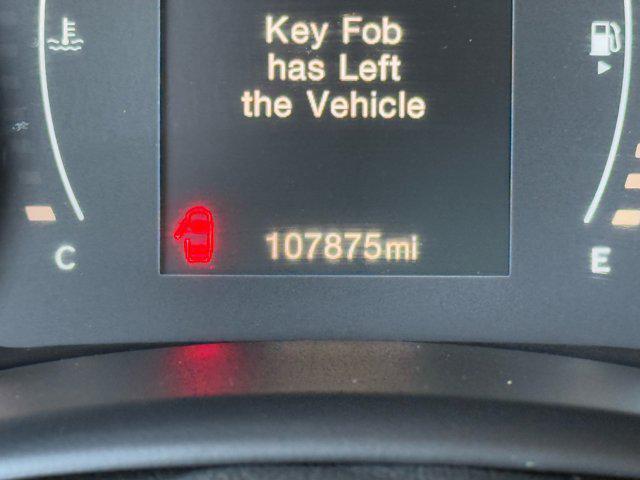 Key Fob
has Left
the Vehicle
107875mi
C
E